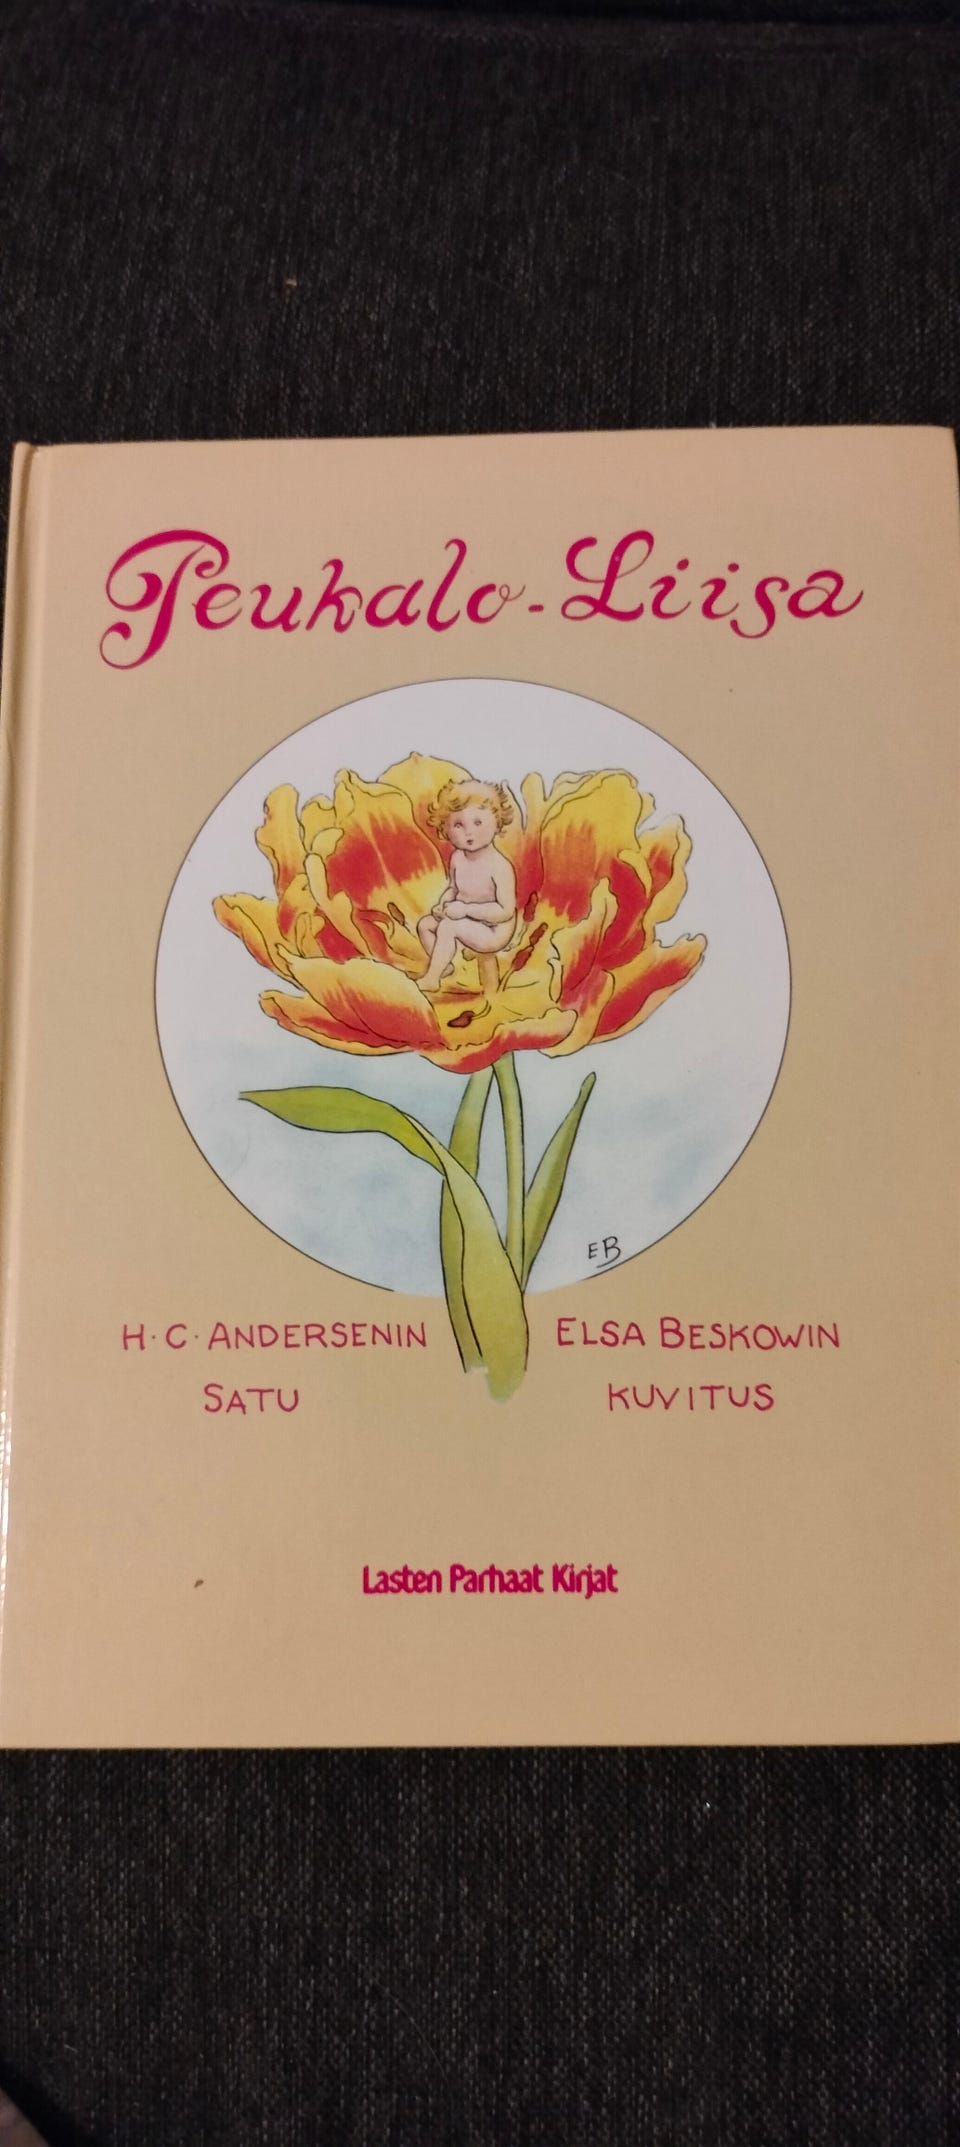 Peukalo-Liisa
EB
H·C·ANDERSENIN
SATU
ELSA BESKOWIN
KUVITUS
Lasten Parhaat Kirjat